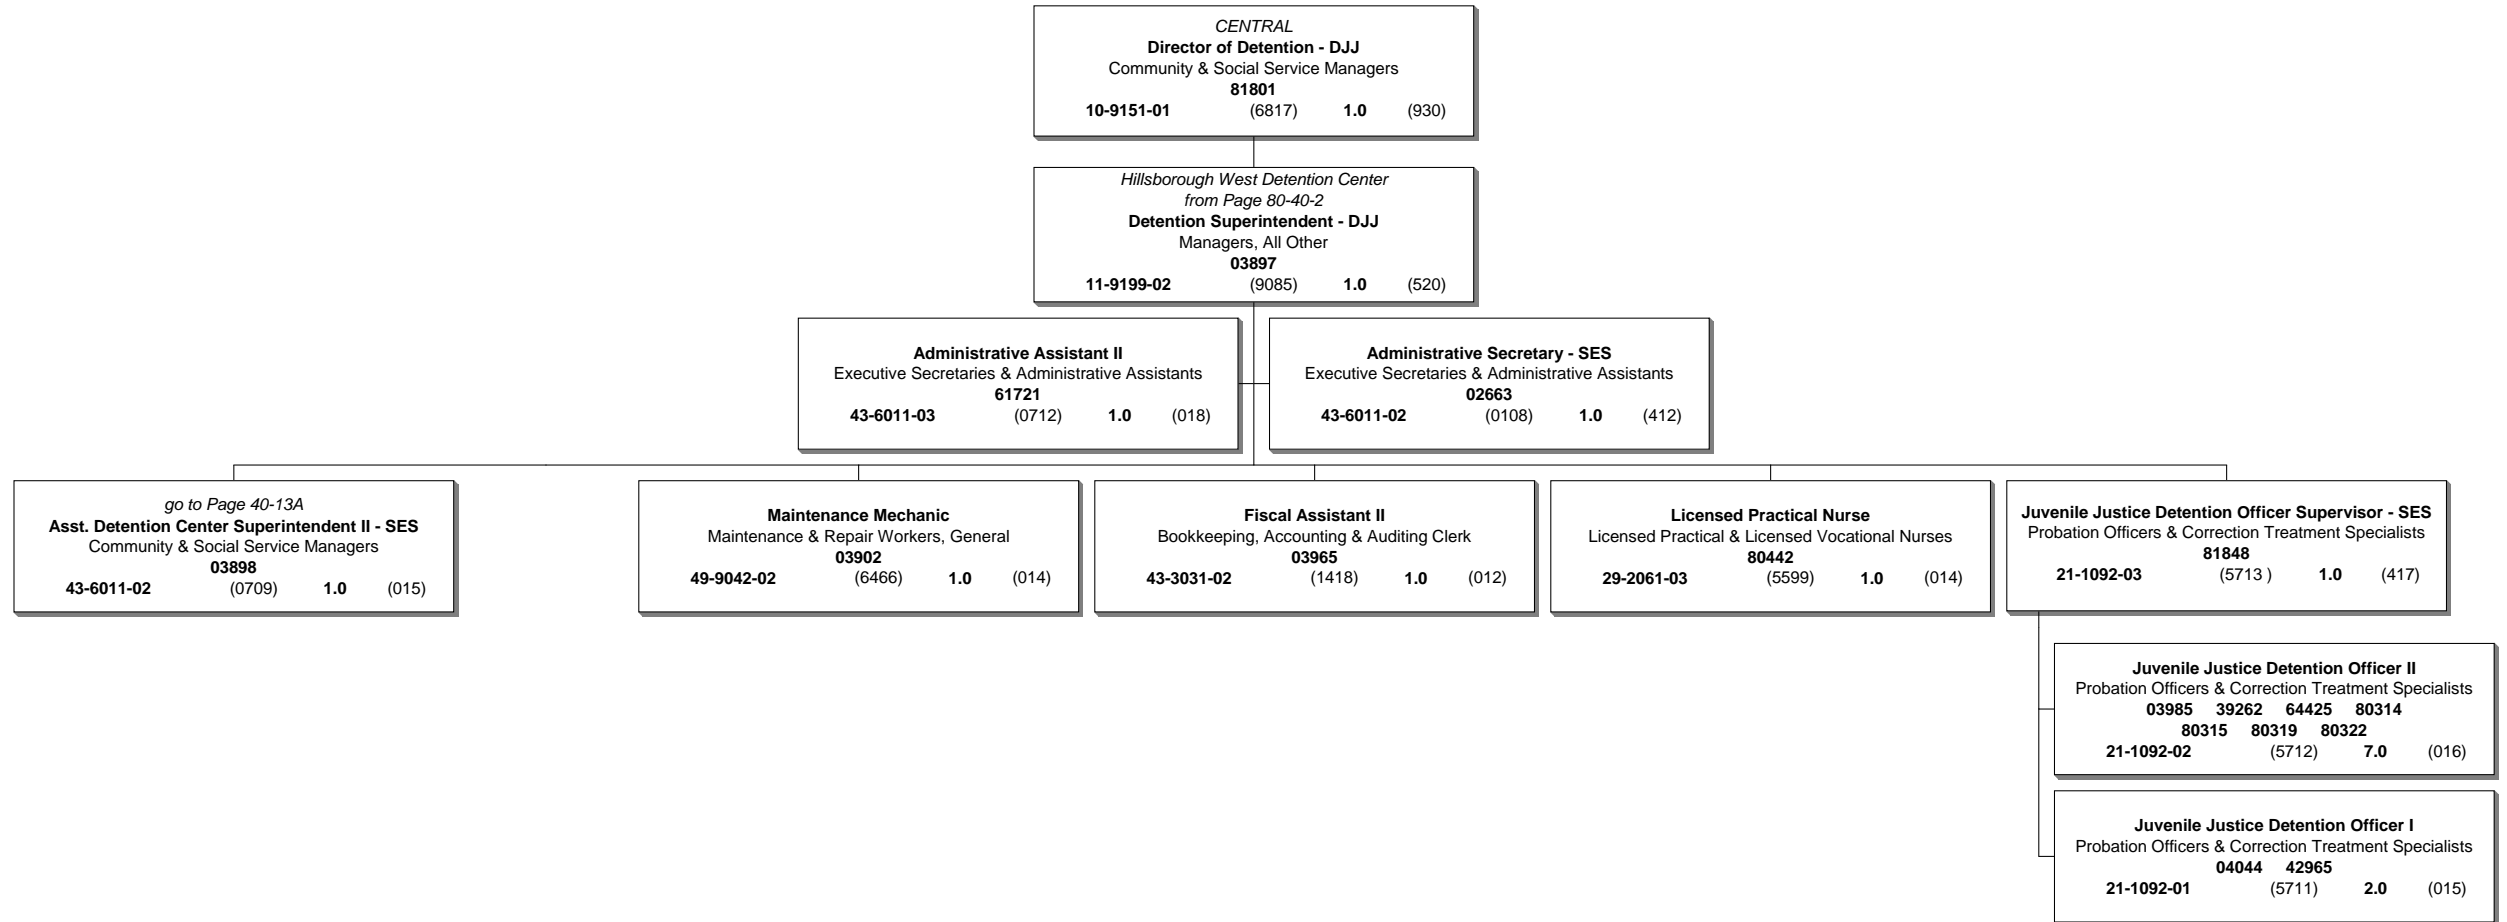 CENTRAL
Director of Detention - DJJ
Community & Social Service Managers
81801
10-9151-01 (6817) 1.0 (930)
Hillsborough West Detention Center
from Page 80-40-2
Detention Superintendent - DJJ
Managers, All Other
03897
11-9199-02 (9085) 1.0 (520)
Administrative Assistant II
Executive Secretaries & Administrative Assistants
61721
43-6011-03 (0712) 1.0 (018)
Administrative Secretary - SES
Executive Secretaries & Administrative Assistants
02663
43-6011-02 (0108) 1.0 (412)
go to Page 40-13A
Asst. Detention Center Superintendent II - SES
Community & Social Service Managers
03898
43-6011-02 (0709) 1.0 (015)
Maintenance Mechanic
Maintenance & Repair Workers, General
03902
49-9042-02 (6466) 1.0 (014)
Fiscal Assistant II
Bookkeeping, Accounting & Auditing Clerk
03965
43-3031-02 (1418) 1.0 (012)
Licensed Practical Nurse
Licensed Practical & Licensed Vocational Nurses
80442
29-2061-03 (5599) 1.0 (014)
Juvenile Justice Detention Officer Supervisor - SES
Probation Officers & Correction Treatment Specialists
81848
21-1092-03 (5713 ) 1.0 (417)
Juvenile Justice Detention Officer II
Probation Officers & Correction Treatment Specialists
03985 39262 64425 80314
80315 80319 80322
21-1092-02 (5712) 7.0 (016)
Juvenile Justice Detention Officer I
Probation Officers & Correction Treatment Specialists
04044 42965
21-1092-01 (5711) 2.0 (015)